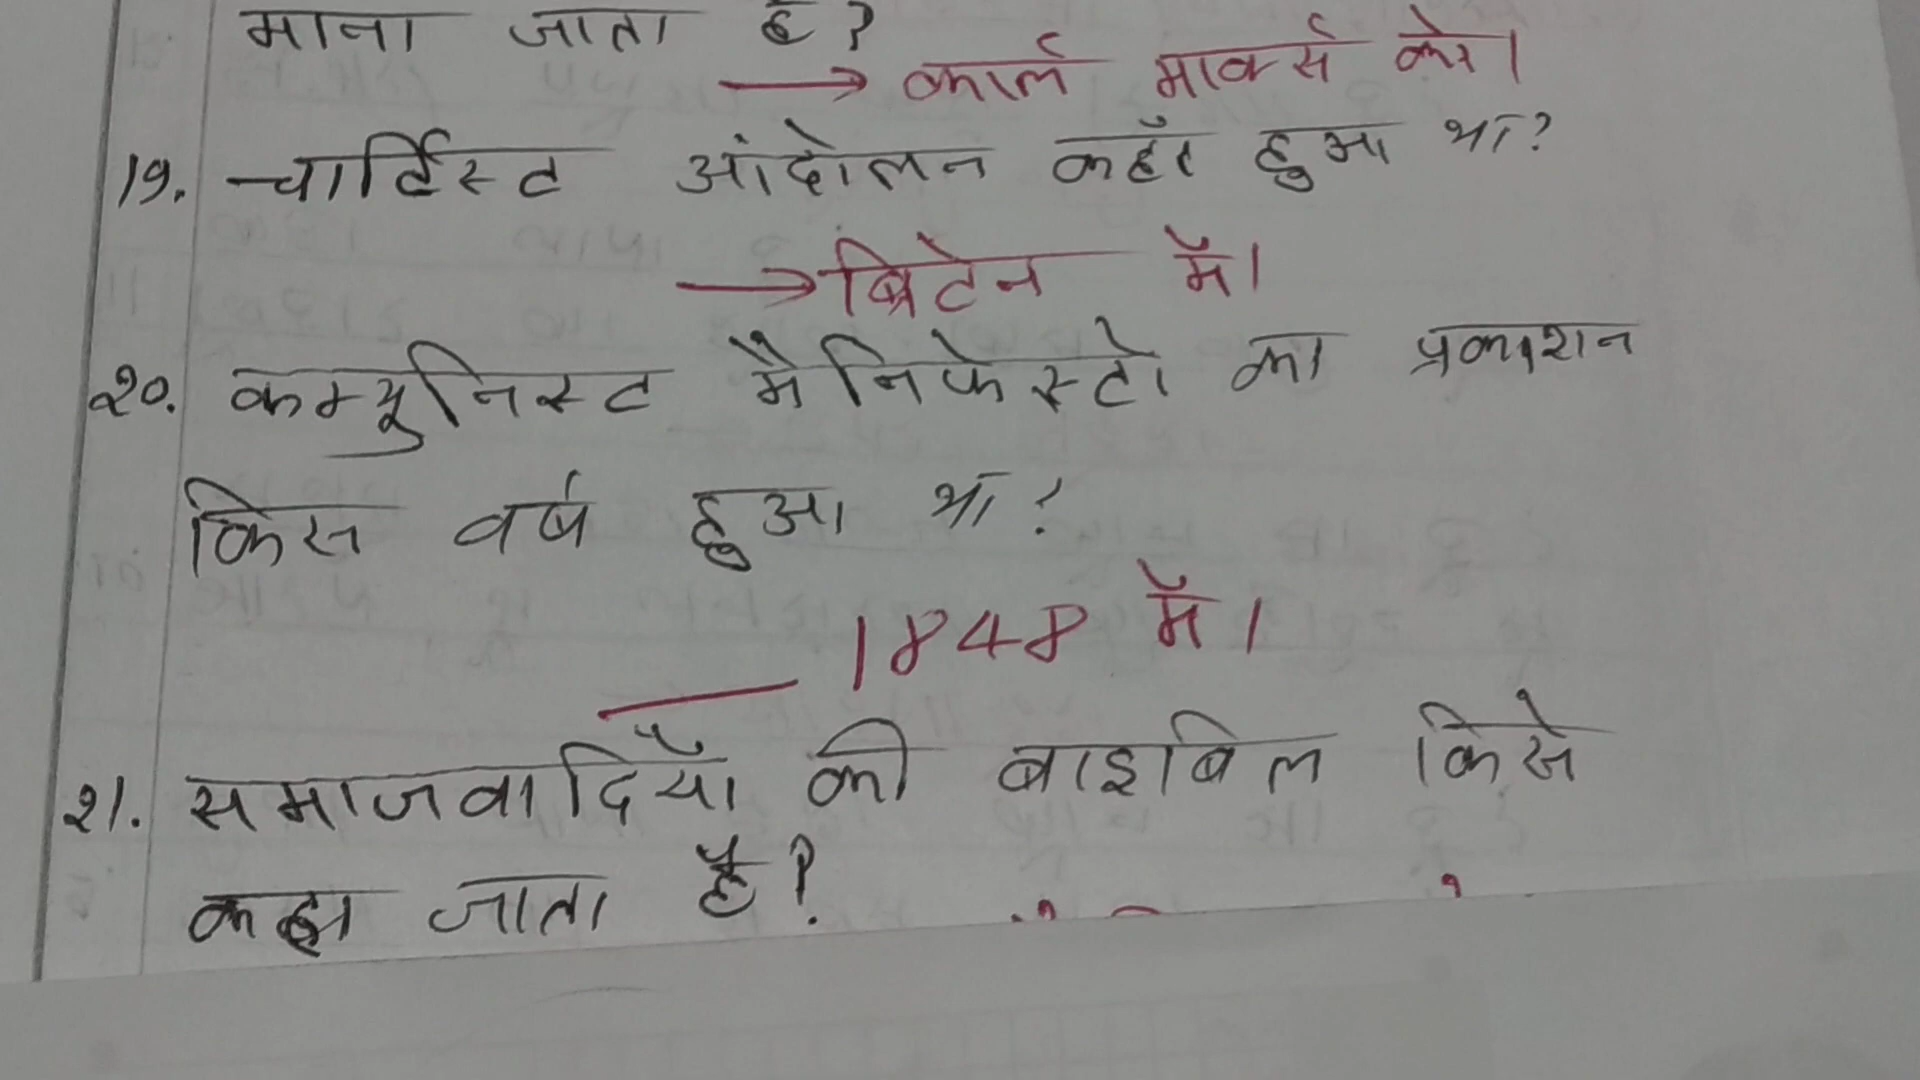 माना जाता है?
→ कार्ल मार्क्स को।
19. चार्टिस्ट आंदोलन कहाँ हुआ था?
→ ब्रिटेन में।
20. कम्युनिस्ट मैनिफेस्टो का प्रकाशन
किस वर्ष हुआ था?
1848 में।
21. समाजवादियों की बाइबिल किसे
कहा जाता है?